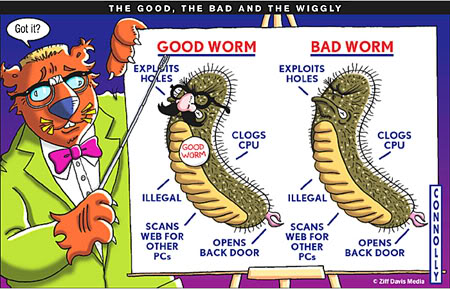 THE GOOD, THE BAD AND THE WIGGLY
Got it?
GOOD WORM
EXPLOITS
HOLES
GOOD
WORM
CLOGS
CPU
ILLEGAL
SCANS
WEB FOR
OTHER
PCs
OPENS
BACK DOOR
BAD WORM
EXPLOITS
HOLES
CLOGS
CPU
ILLEGAL
SCANS
WEB FOR
OTHER
PCs
OPENS
BACK DOOR
CONNOLLY
© Ziff Davis Media